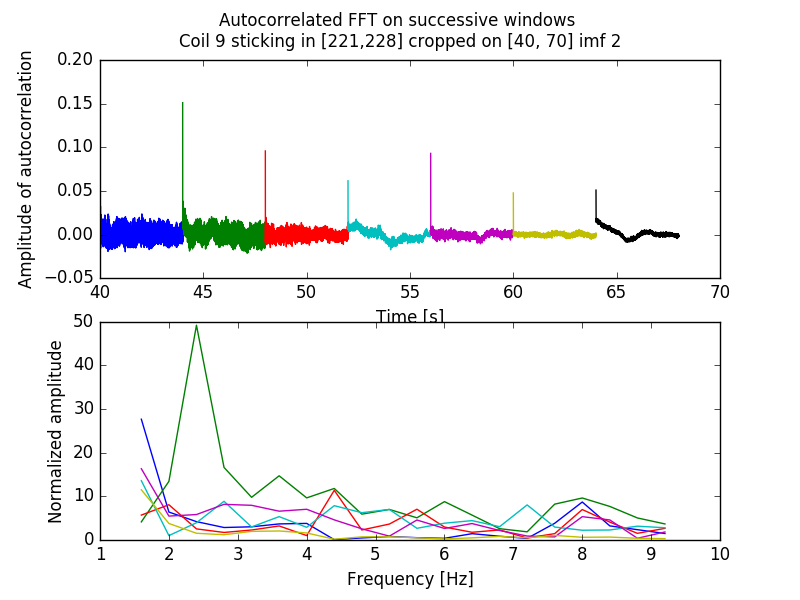 Autocorrelated FFT on successive windows
Coil 9 sticking in [221,228] cropped on [40, 70] imf 2
Amplitude of autocorrelation
0.20
0.15
0.10
0.05
0.00
−0.05
40 45 50 55 60 65 70
Time [s]
Normalized amplitude
50
40
30
20
10
0
1 2 3 4 5 6 7 8 9 10
Frequency [Hz]